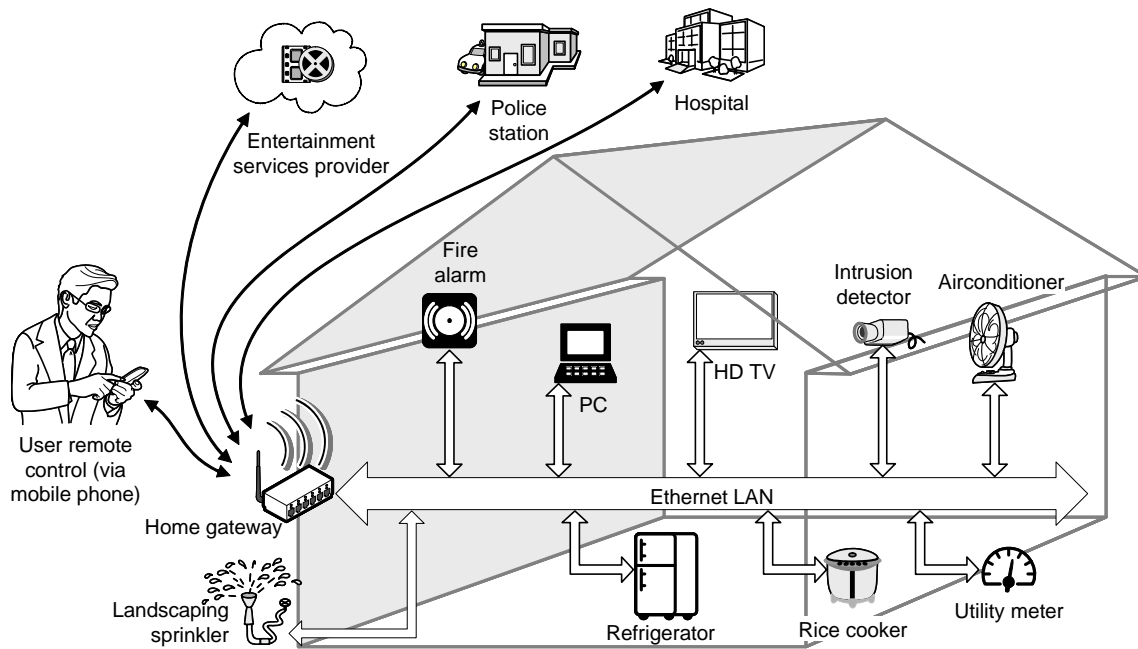 Entertainment
services provider
Police
station
Hospital
Fire
alarm
PC
HD TV
Intrusion
detector
Airconditioner
User remote
control (via
mobile phone)
Home gateway
Ethernet LAN
Landscaping
sprinkler
Refrigerator
Rice cooker
Utility meter